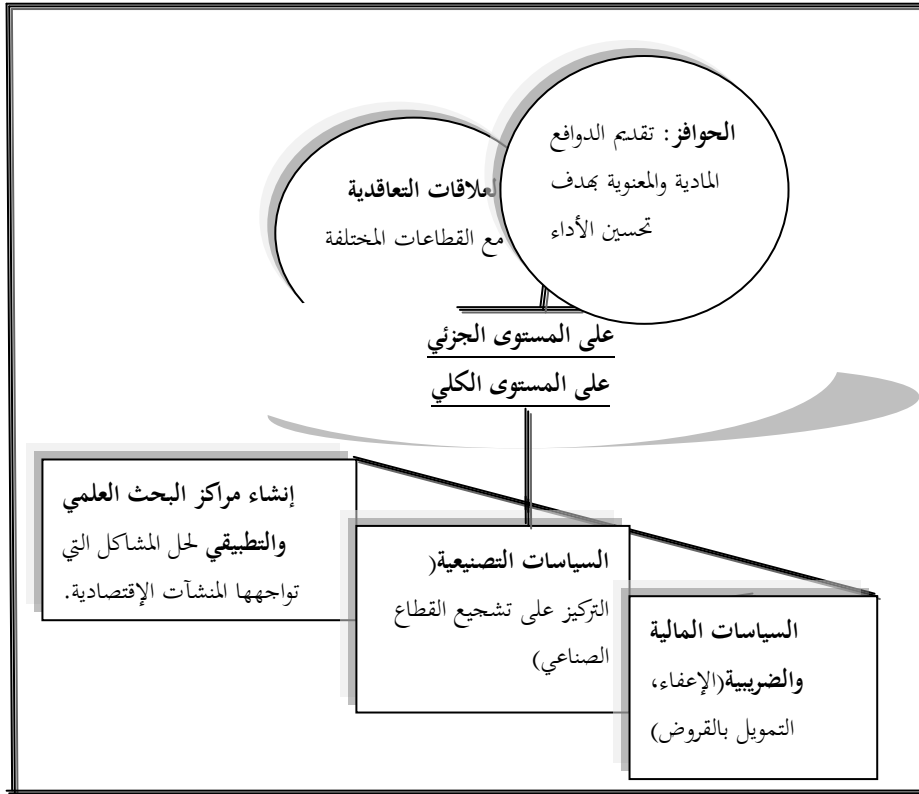 الحوافز: تقديم الدوافع
المادية والمعنوية بهدف
تحسين الأداء
لعلاقات التعاقدية
مع القطاعات المختلفة
على المستوى الجزئي
على المستوى الكلي
إنشاء مراكز البحث العلمي
والتطبيقي لحل المشاكل التي
تواجهها المنشآت الإقتصادية.
السياسات التصنيعية(
التركيز على تشجيع القطاع
الصناعي)
السياسات المالية
والضريبية(الإعفاء،
التمويل بالقروض)